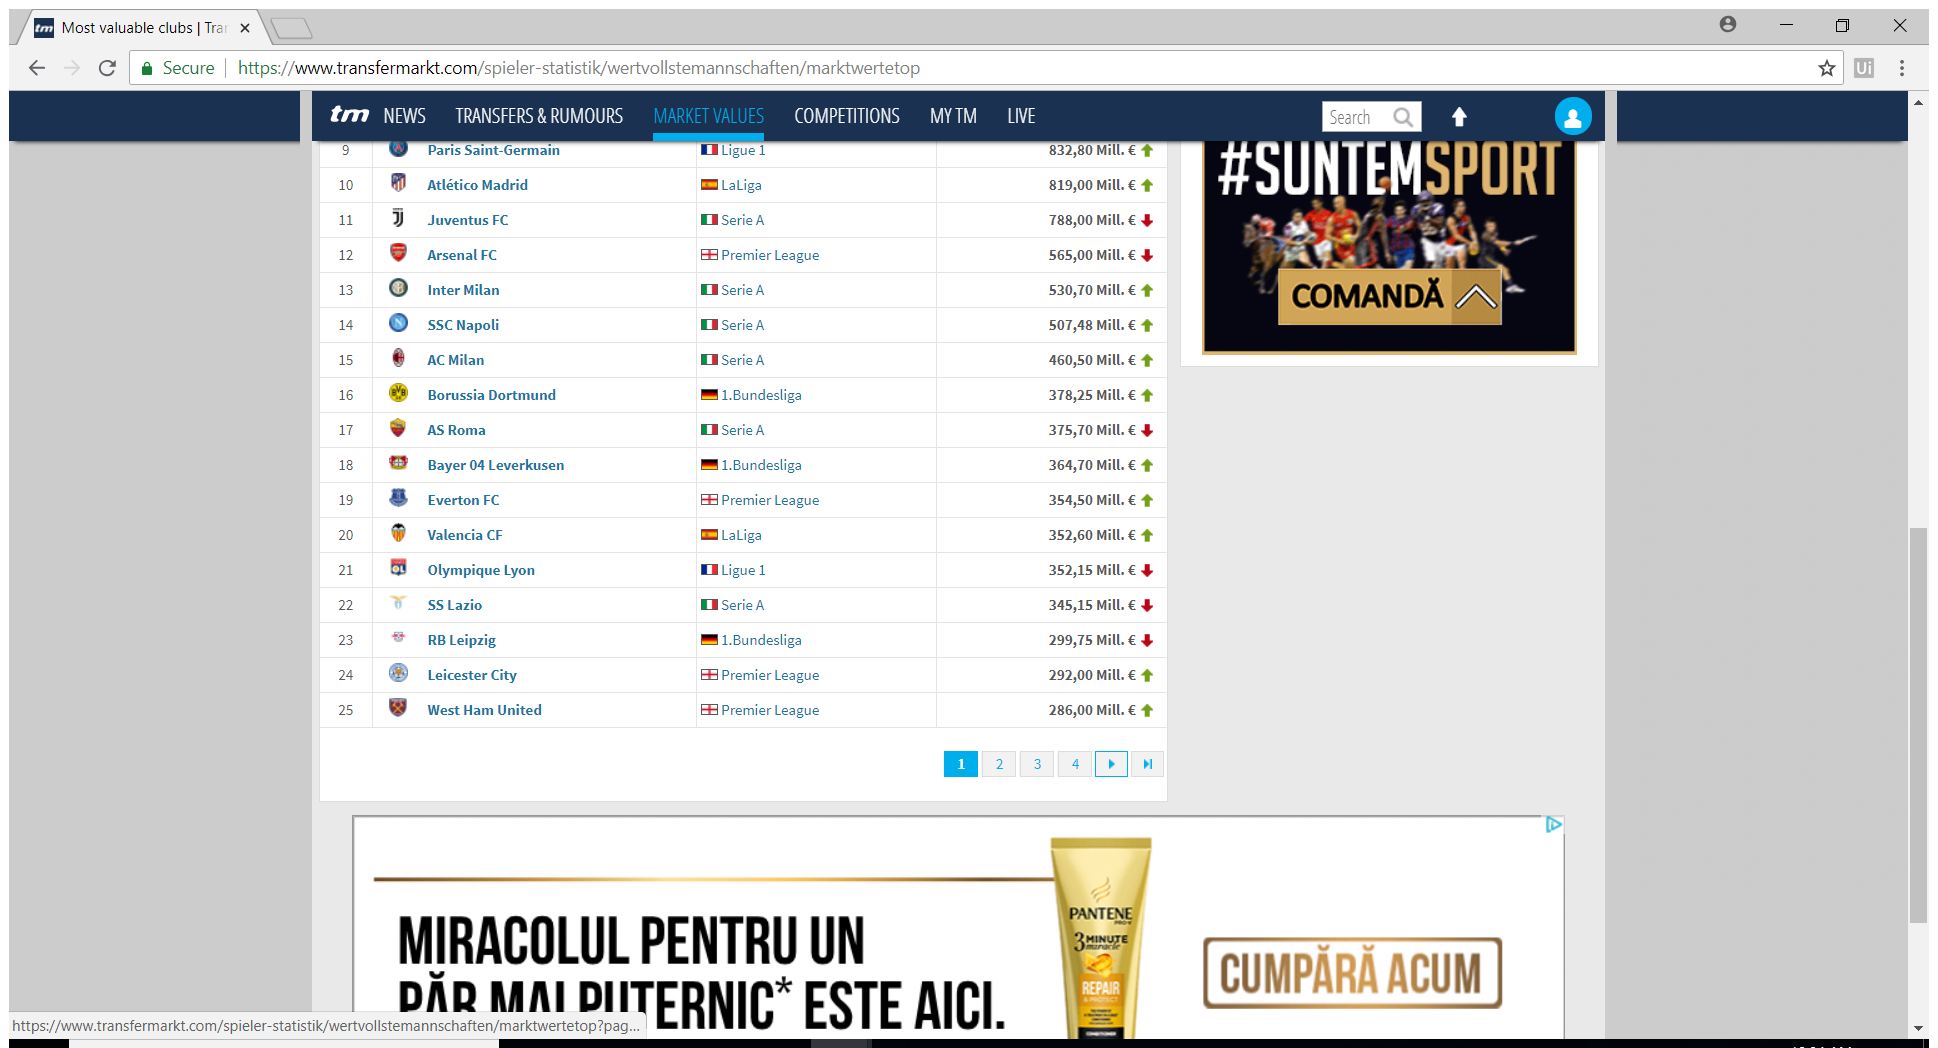 tm Most valuable clubs | Tra
Secure https://www.transfermarkt.com/spieler-statistik/wertvollstemannschaften/marktwertetop
tm NEWS TRANSFERS & RUMOURS MARKET VALUES COMPETITIONS MY TM LIVE Search
9 Paris Saint-Germain Ligue 1 832,80 Mill. €
10 Atlético Madrid LaLiga 819,00 Mill. €
11 Juventus FC Serie A 788,00 Mill. €
12 Arsenal FC Premier League 565,00 Mill. €
13 Inter Milan Serie A 530,70 Mill. €
14 SSC Napoli Serie A 507,48 Mill. €
15 AC Milan Serie A 460,50 Mill. €
16 Borussia Dortmund 1.Bundesliga 378,25 Mill. €
17 AS Roma Serie A 375,70 Mill. €
18 Bayer 04 Leverkusen 1.Bundesliga 364,70 Mill. €
19 Everton FC Premier League 354,50 Mill. €
20 Valencia CF LaLiga 352,60 Mill. €
21 Olympique Lyon Ligue 1 352,15 Mill. €
22 SS Lazio Serie A 345,15 Mill. €
23 RB Leipzig 1.Bundesliga 299,75 Mill. €
24 Leicester City Premier League 292,00 Mill. €
25 West Ham United Premier League 286,00 Mill. €
1 2 3 4
#SUNTEMSPORT
COMANDĂ
MIRACOLUL PENTRU UN
PĂR MAI PUTERNIC* ESTE AICI.
PANTENE
PRO-V
3 MINUTE
miracle
REPAIR
& PROTECT
CONDITIONER
CUMPĂRĂ ACUM
https://www.transfermarkt.com/spieler-statistik/wertvollstemannschaften/marktwertetop?pag...